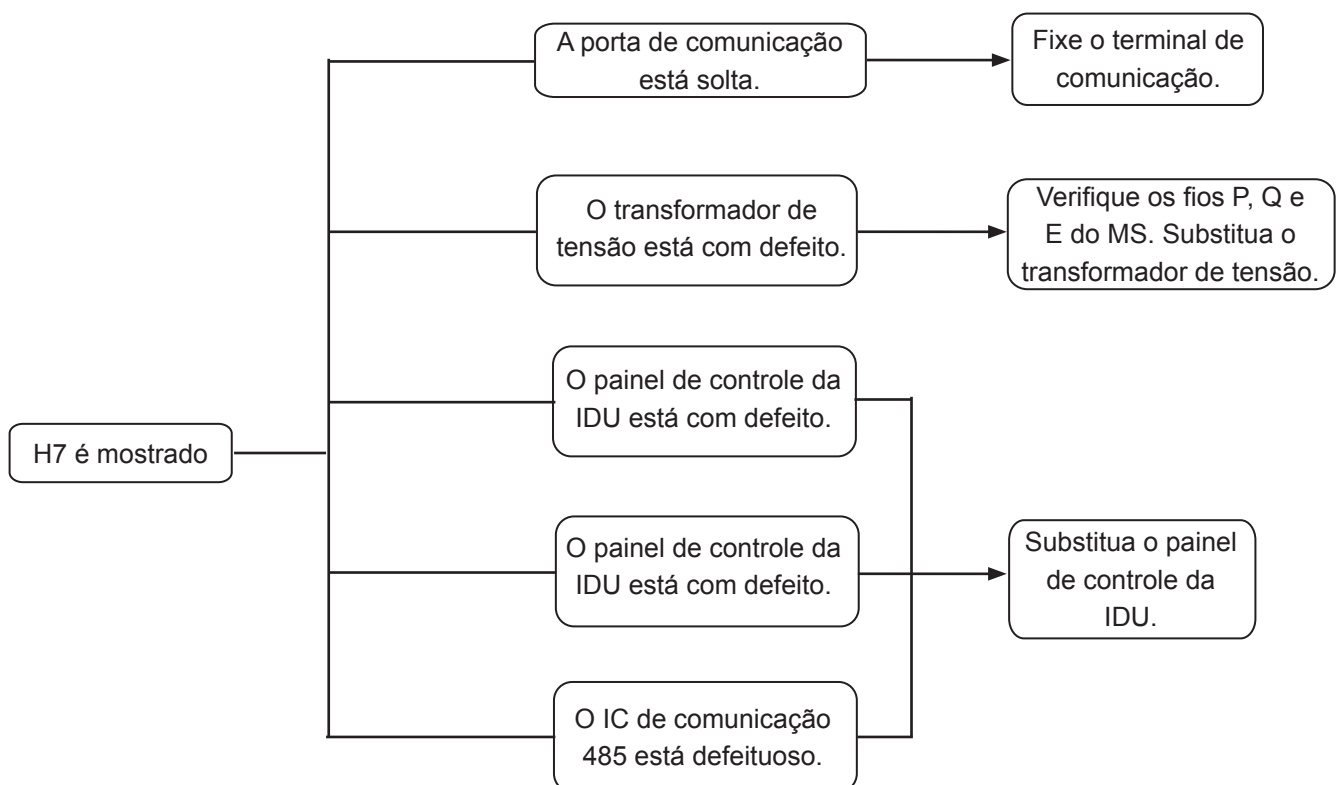 A porta de comunicação
está solta.
Fixe o terminal de
comunicação.
O transformador de
tensão está com defeito.
Verifique os fios P, Q e
E do MS. Substitua o
transformador de tensão.
O painel de controle da
IDU está com defeito.
H7 é mostrado
O painel de controle da
IDU está com defeito.
Substitua o painel
de controle da
IDU.
O IC de comunicação
485 está defeituoso.